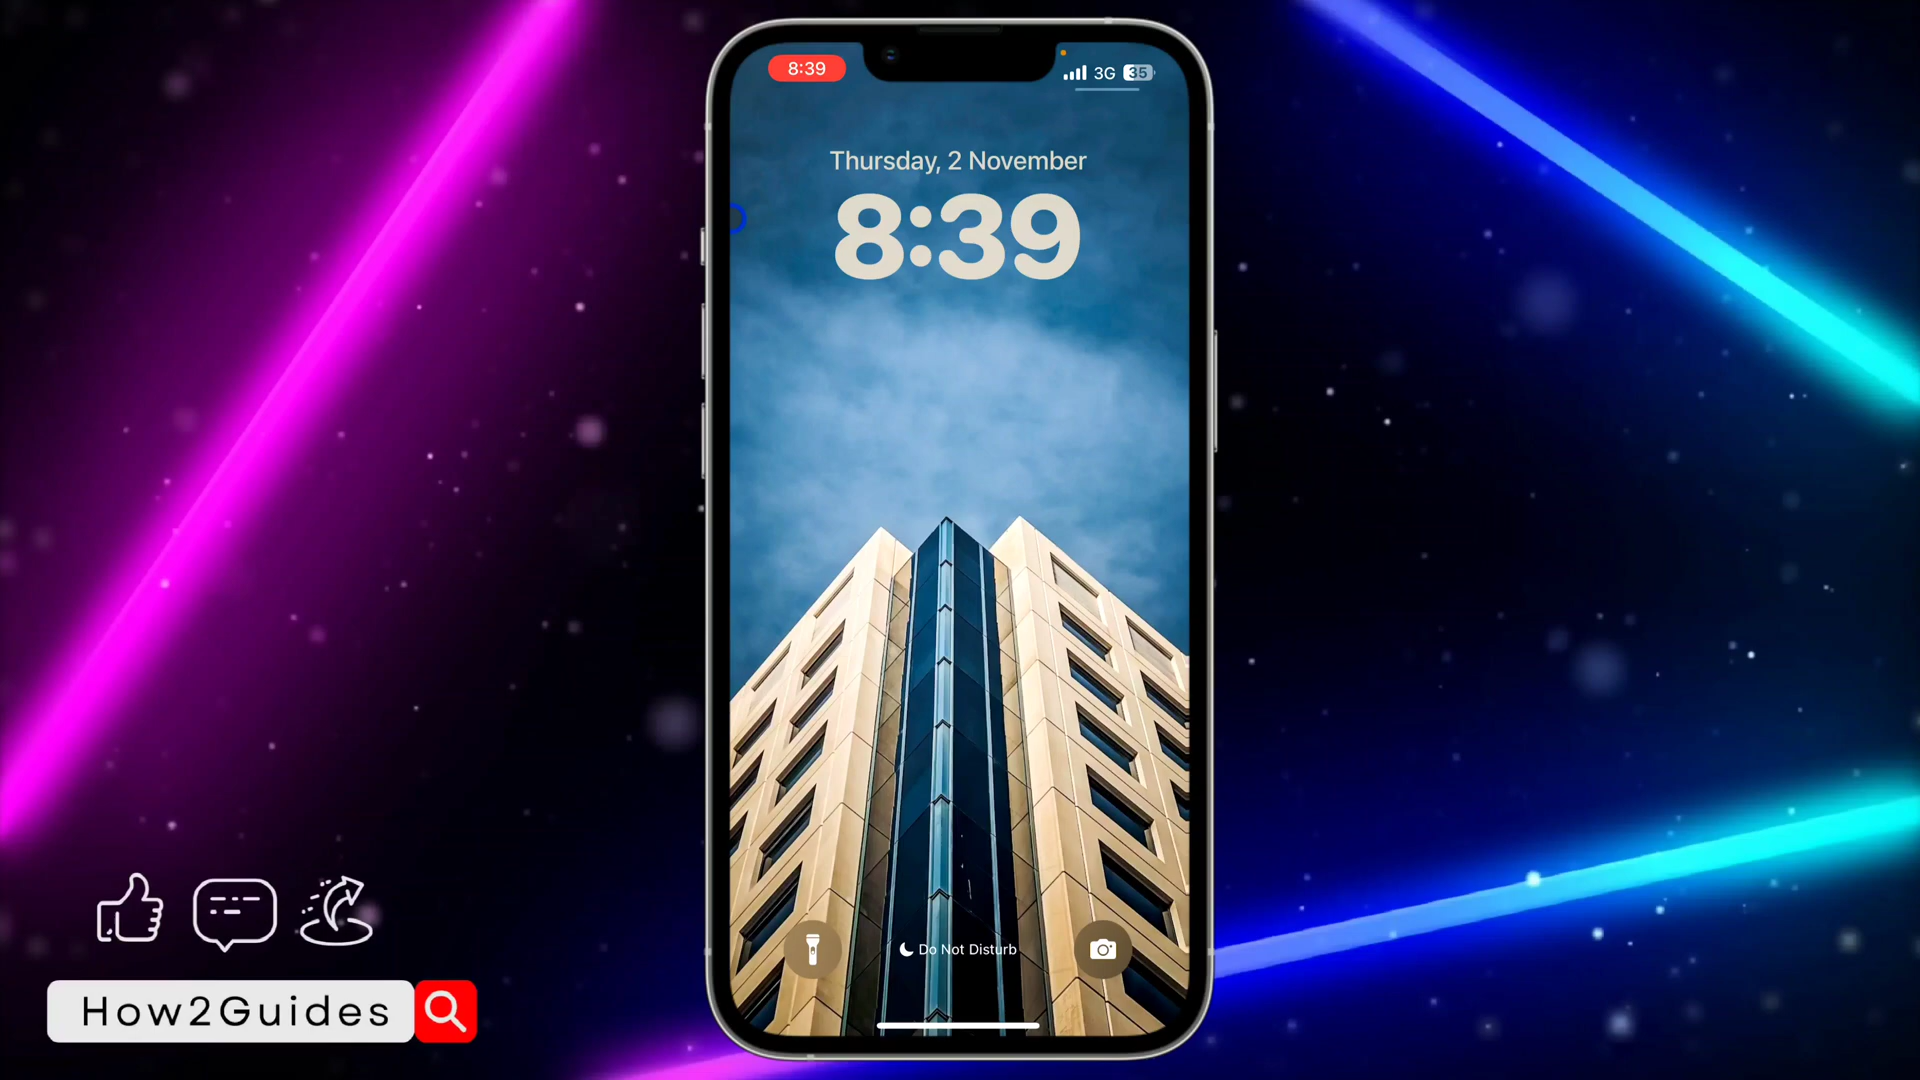 8:39
3G 35
Thursday, 2 November
8:39
Do Not Disturb
How2Guides